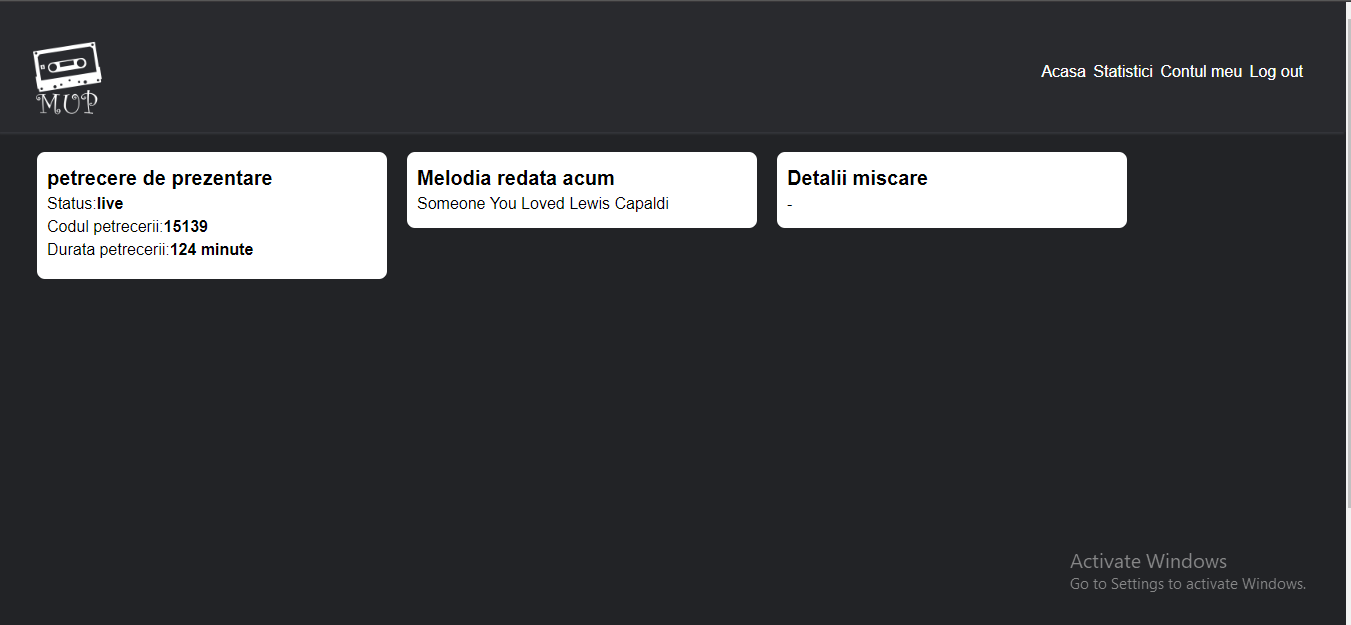 MUP
Acasa Statistici Contul meu Log out
petrecere de prezentare
Status:live
Codul petrecerii:15139
Durata petrecerii:124 minute
Melodia redata acum
Someone You Loved Lewis Capaldi
Detalii miscare
-
Activate Windows
Go to Settings to activate Windows.